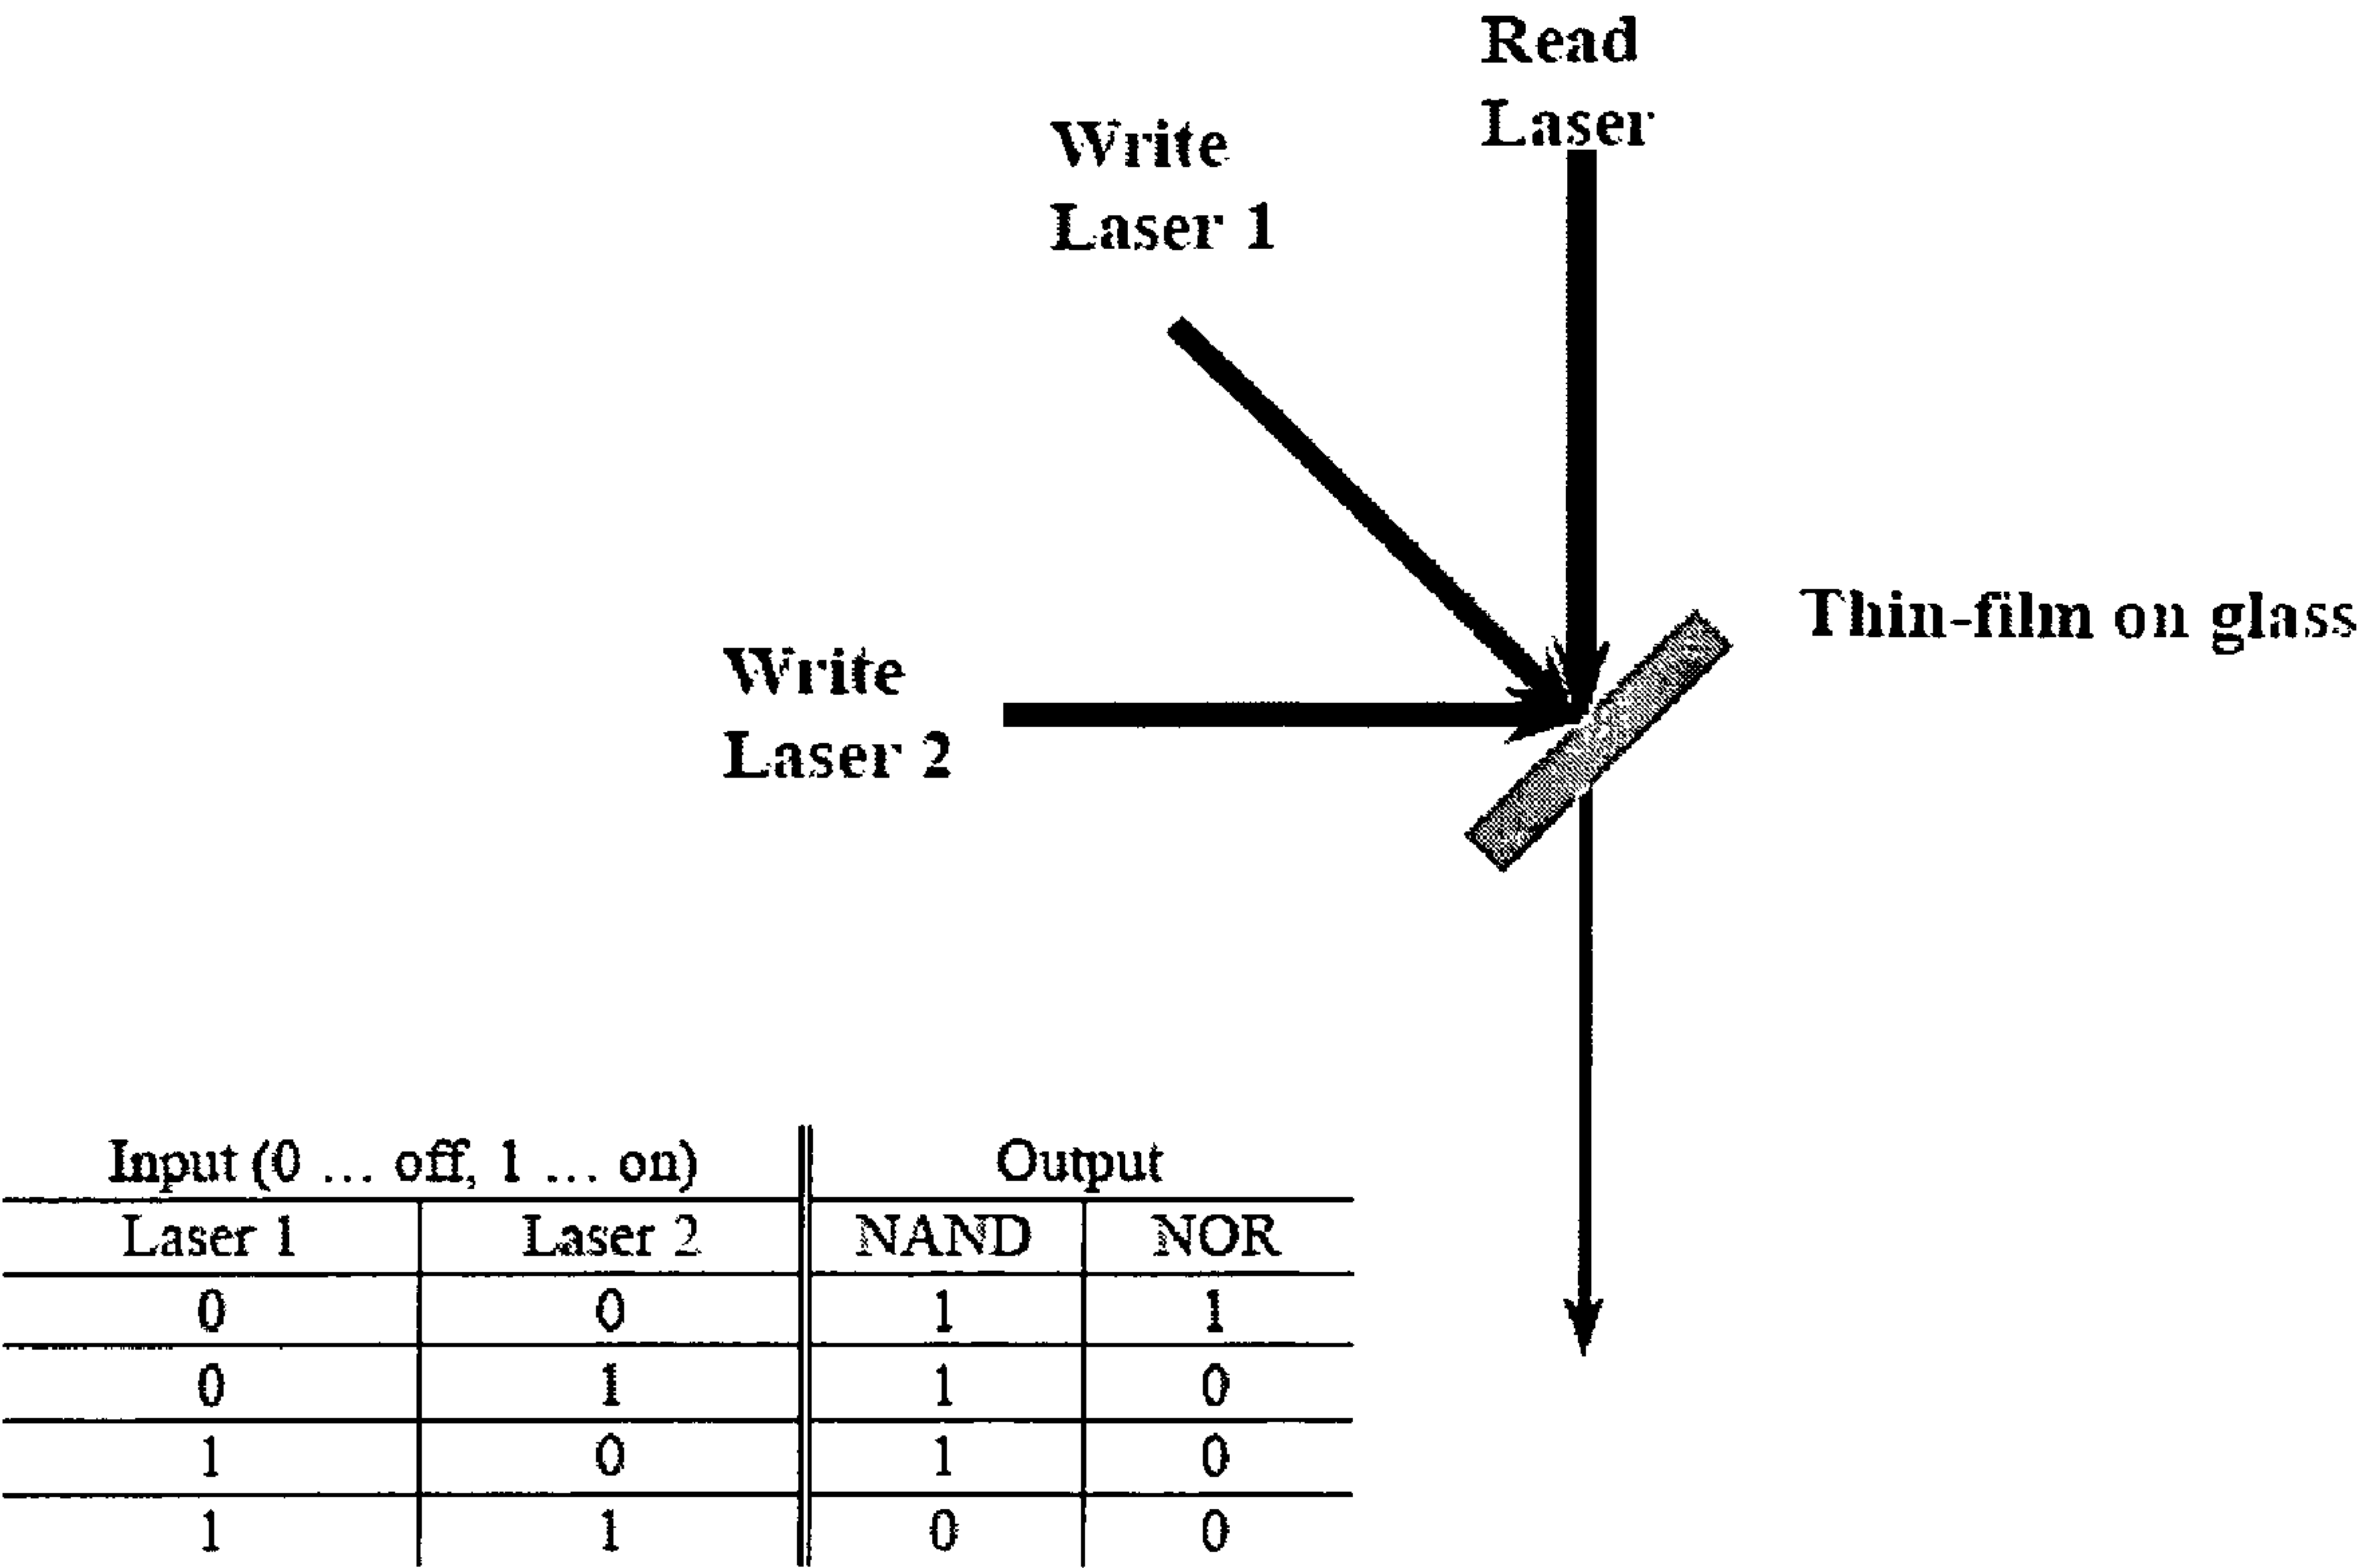 Read
Laser
Write
Laser 1
Thin-film on glass
Write
Laser 2
Input (0 ... off, 1 ... on) Output
Laser 1 Laser 2 NAND NOR
0 0 1 1
0 1 1 0
1 0 1 0
1 1 0 0